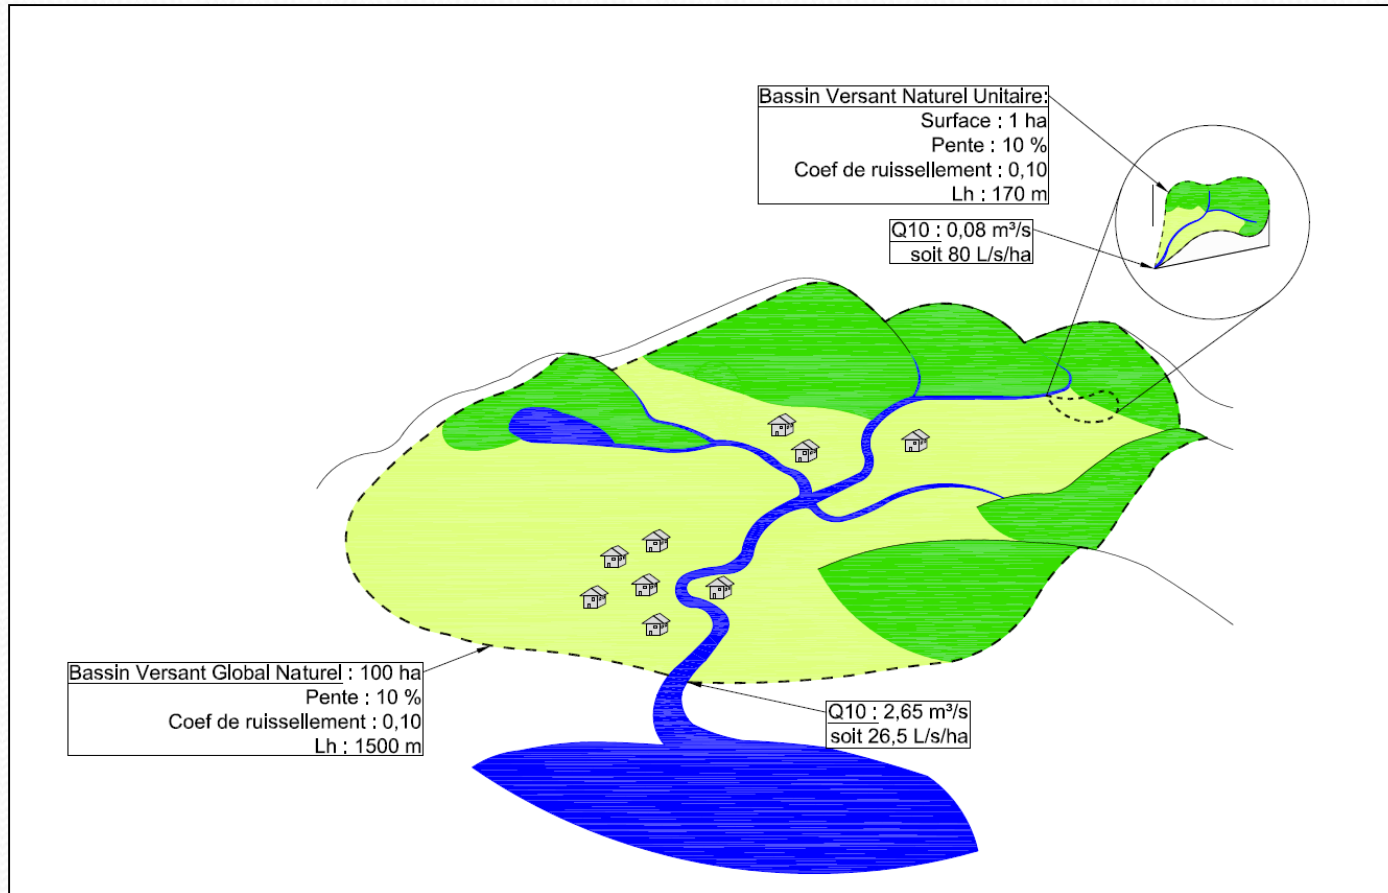 Bassin Versant Naturel Unitaire:
Surface : 1 ha
Pente : 10 %
Coef de ruissellement : 0,10
Lh : 170 m
Q10 : 0,08 m³/s
soit 80 L/s/ha
Bassin Versant Global Naturel : 100 ha
Pente : 10 %
Coef de ruissellement : 0,10
Lh : 1500 m
Q10 : 2,65 m³/s
soit 26,5 L/s/ha